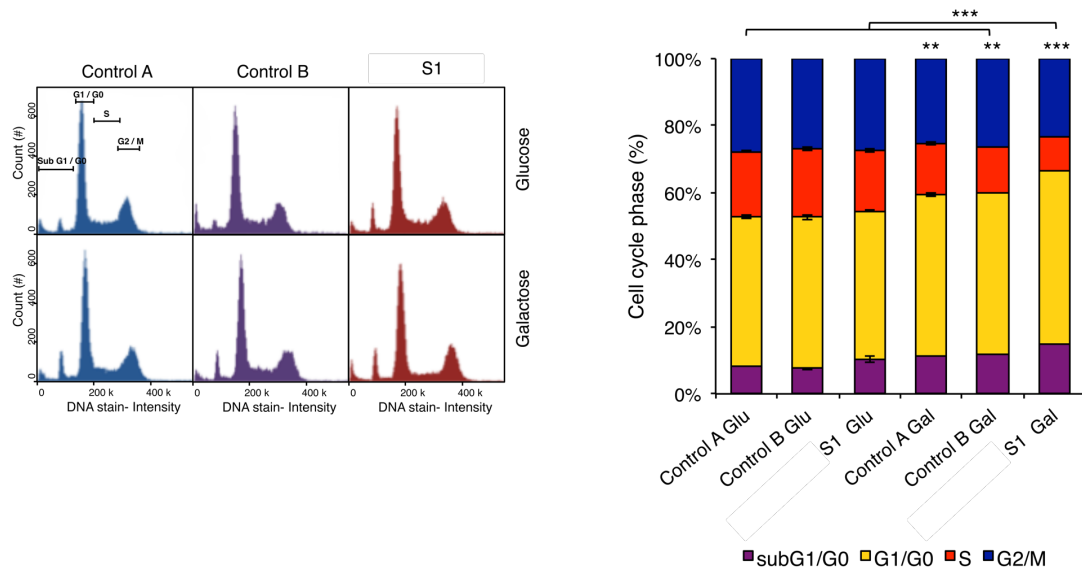 Control A
Control B
S1
G1 / G0
S
G2 / M
Sub G1 / G0
Count (#)
600
400
200
0
Glucose
Count (#)
600
400
200
0
Galactose
0 200 k 400 k
0 200 k 400 k
0 200 k 400 k
DNA stain- Intensity
DNA stain- Intensity
DNA stain- Intensity
***
** ** ***
Cell cycle phase (%)
100%
80%
60%
40%
20%
0%
Control A Glu
Control B Glu
S1 Glu
Control A Gal
Control B Gal
S1 Gal
subG1/G0 G1/G0 S G2/M